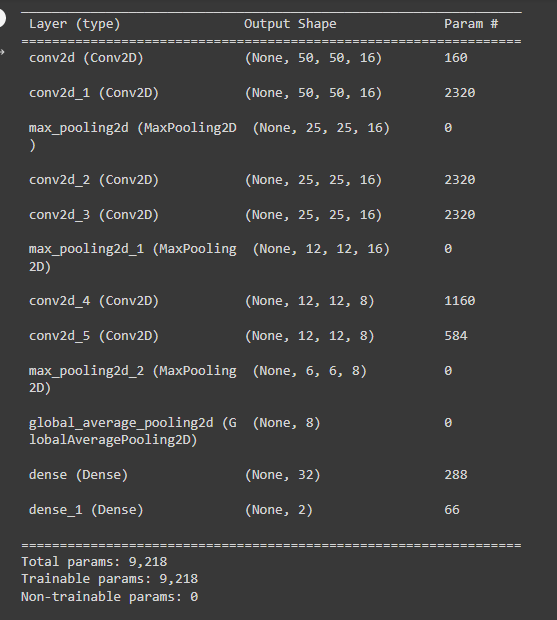 Layer (type) Output Shape Param #
=================================================================
conv2d (Conv2D) (None, 50, 50, 16) 160
conv2d_1 (Conv2D) (None, 50, 50, 16) 2320
max_pooling2d (MaxPooling2D (None, 25, 25, 16) 0
)
conv2d_2 (Conv2D) (None, 25, 25, 16) 2320
conv2d_3 (Conv2D) (None, 25, 25, 16) 2320
max_pooling2d_1 (MaxPooling (None, 12, 12, 16) 0
2D)
conv2d_4 (Conv2D) (None, 12, 12, 8) 1160
conv2d_5 (Conv2D) (None, 12, 12, 8) 584
max_pooling2d_2 (MaxPooling (None, 6, 6, 8) 0
2D)
global_average_pooling2d (G (None, 8) 0
lobalAveragePooling2D)
dense (Dense) (None, 32) 288
dense_1 (Dense) (None, 2) 66
=================================================================
Total params: 9,218
Trainable params: 9,218
Non-trainable params: 0